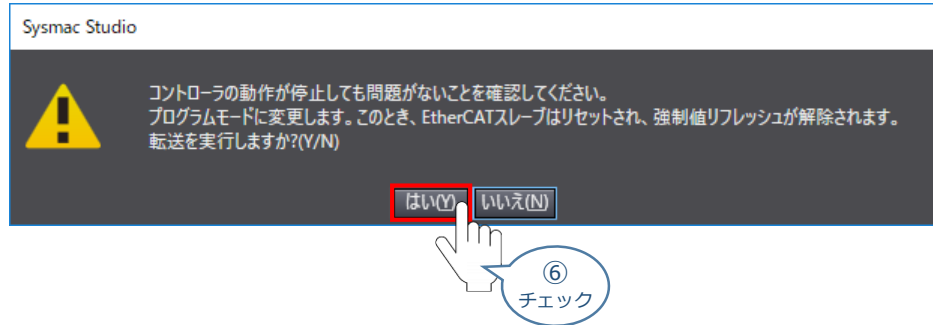 Sysmac Studio
コントローラの動作が停止しても問題がないことを確認してください。
プログラムモードに変更します。このとき、EtherCATスレーブはリセットされ、強制値リフレッシュが解除されます。
転送を実行しますか?(Y/N)
はい(Y) いいえ(N)
⑥
チェック